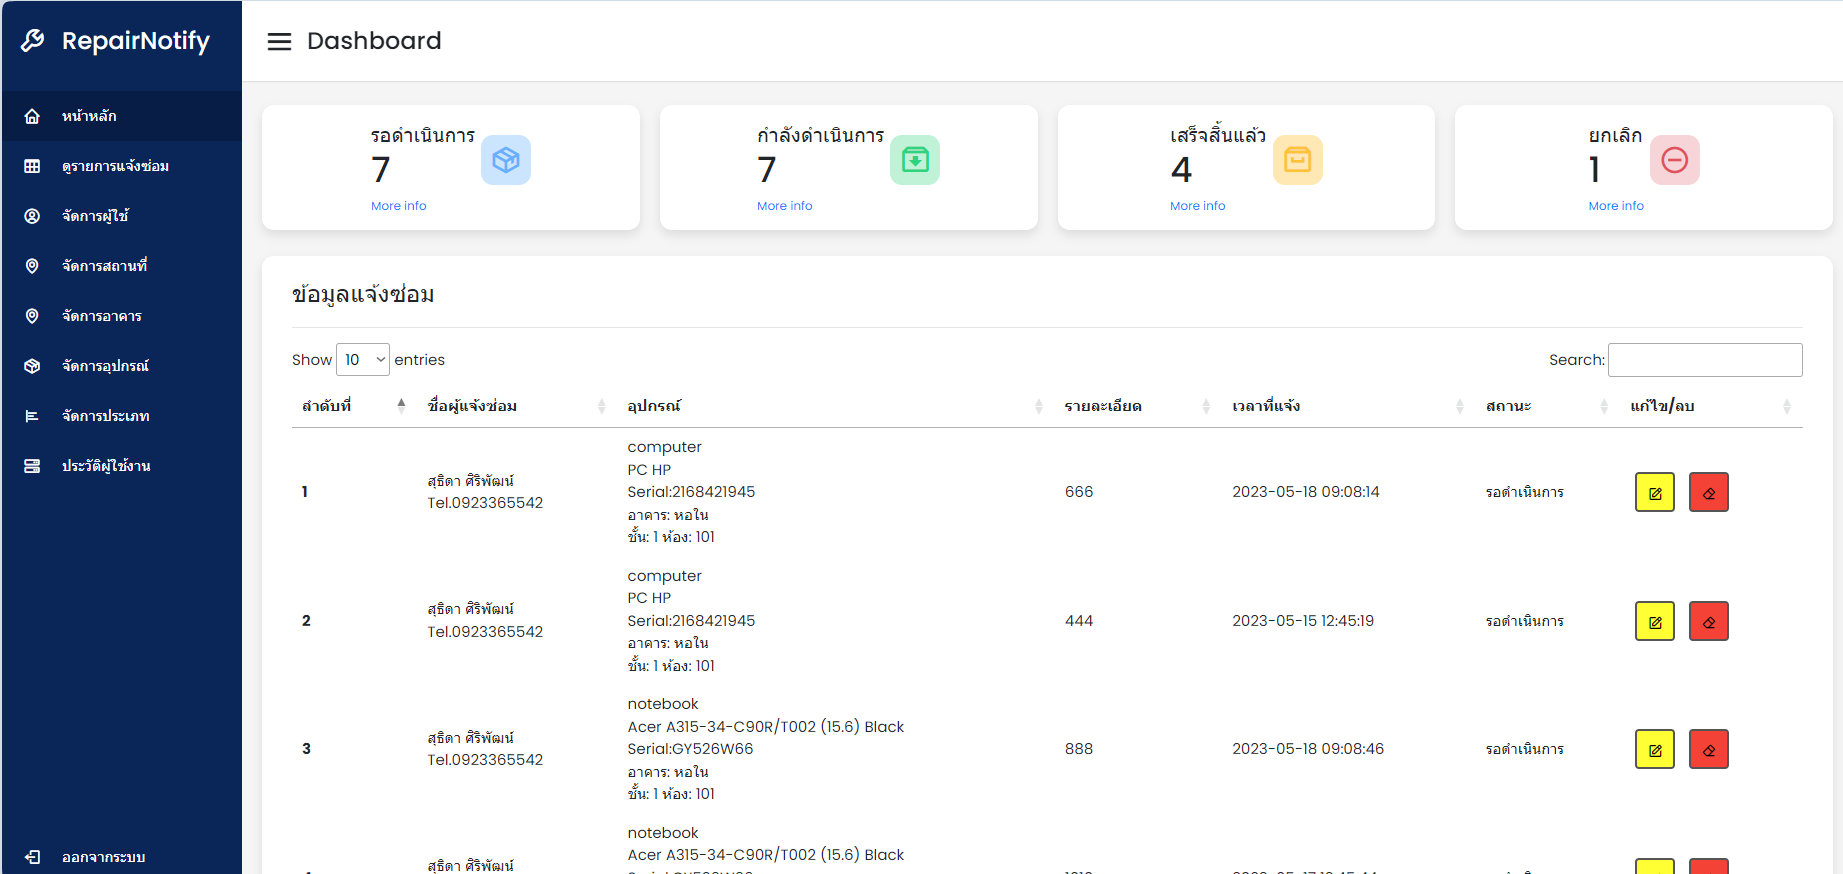 RepairNotify
Dashboard
หน้าหลัก
ดูรายการแจ้งซ่อม
จัดการผู้ใช้
จัดการสถานที่
จัดการอาคาร
จัดการอุปกรณ์
จัดการประเภท
ประวัติผู้ใช้งาน
ออกจากระบบ
รอดำเนินการ
7
More info
กำลังดำเนินการ
7
More info
เสร็จสิ้นแล้ว
4
More info
ยกเลิก
1
More info
ข้อมูลแจ้งซ่อม
Show 10 entries
Search:
ลำดับที่ ชื่อผู้แจ้งซ่อม อุปกรณ์ รายละเอียด เวลาที่แจ้ง สถานะ แก้ไข/ลบ
computer
PC HP
Serial:2168421945
อาคาร: หอใน
ชั้น: 1 ห้อง: 101
1
สุธิดา ศิริพัฒน์
Tel.0923365542
666
2023-05-18 09:08:14
รอดำเนินการ
computer
PC HP
Serial:2168421945
อาคาร: หอใน
ชั้น: 1 ห้อง: 101
2
สุธิดา ศิริพัฒน์
Tel.0923365542
444
2023-05-15 12:45:19
รอดำเนินการ
notebook
Acer A315-34-C90R/T002 (15.6) Black
Serial:GY526W66
อาคาร: หอใน
ชั้น: 1 ห้อง: 101
3
สุธิดา ศิริพัฒน์
Tel.0923365542
888
2023-05-18 09:08:46
รอดำเนินการ
notebook
Acer A315-34-C90R/T002 (15.6) Black
สุธิดา ศิริพัฒน์